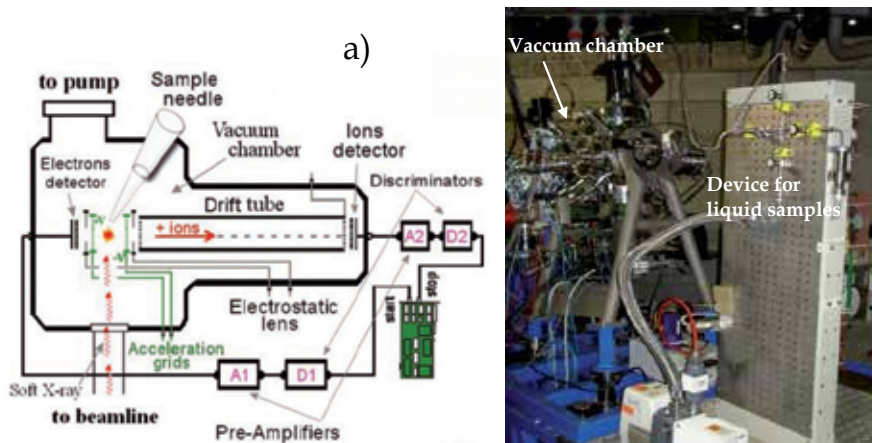 a)
to pump
Sample
needle
Vacuum
chamber
Ions
detector
Electrons
detector
Discriminators
Drift tube
-V
+ ions
-V
A2
D2
Electrostatic
lens
start
stop
Acceleration
grids
Soft X-ray
A1
D1
to beamline
Pre-Amplifiers
Vaccum chamber
Device for
liquid samples